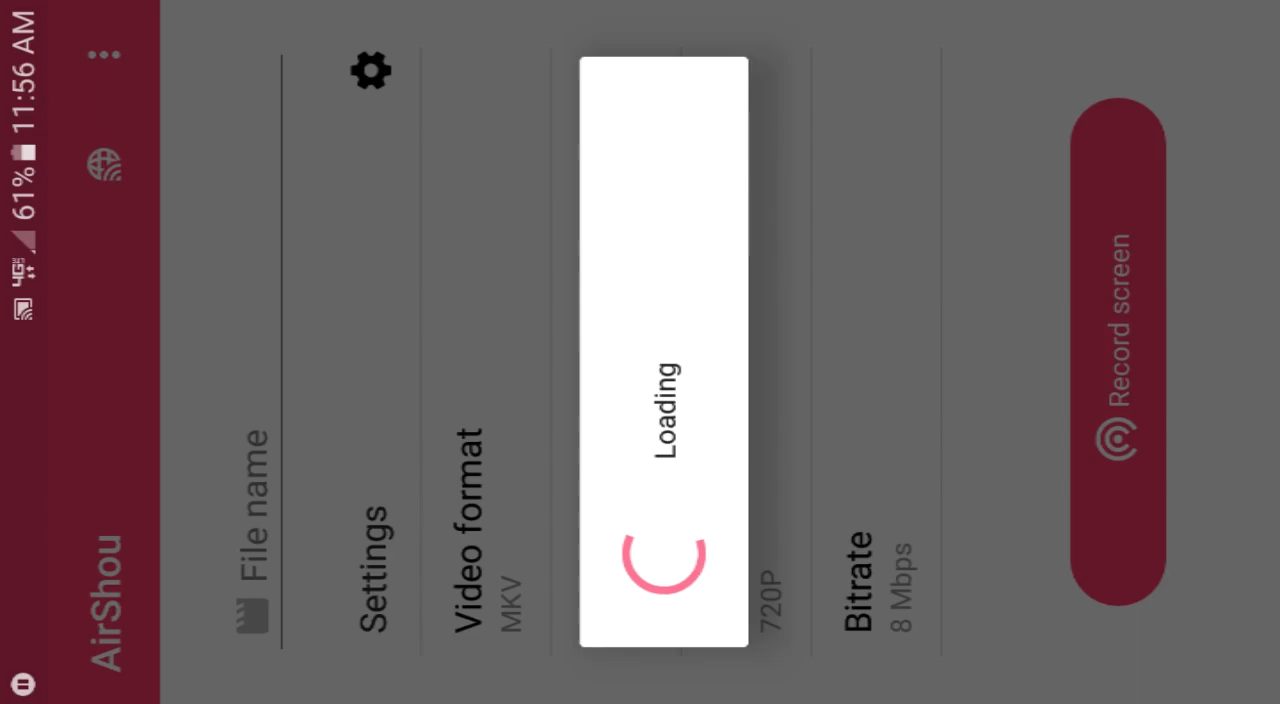 4G 61% 11:56 AM
AirShou
File name
Settings
Video format
MKV
Loading
720P
Bitrate
8 Mbps
Record screen